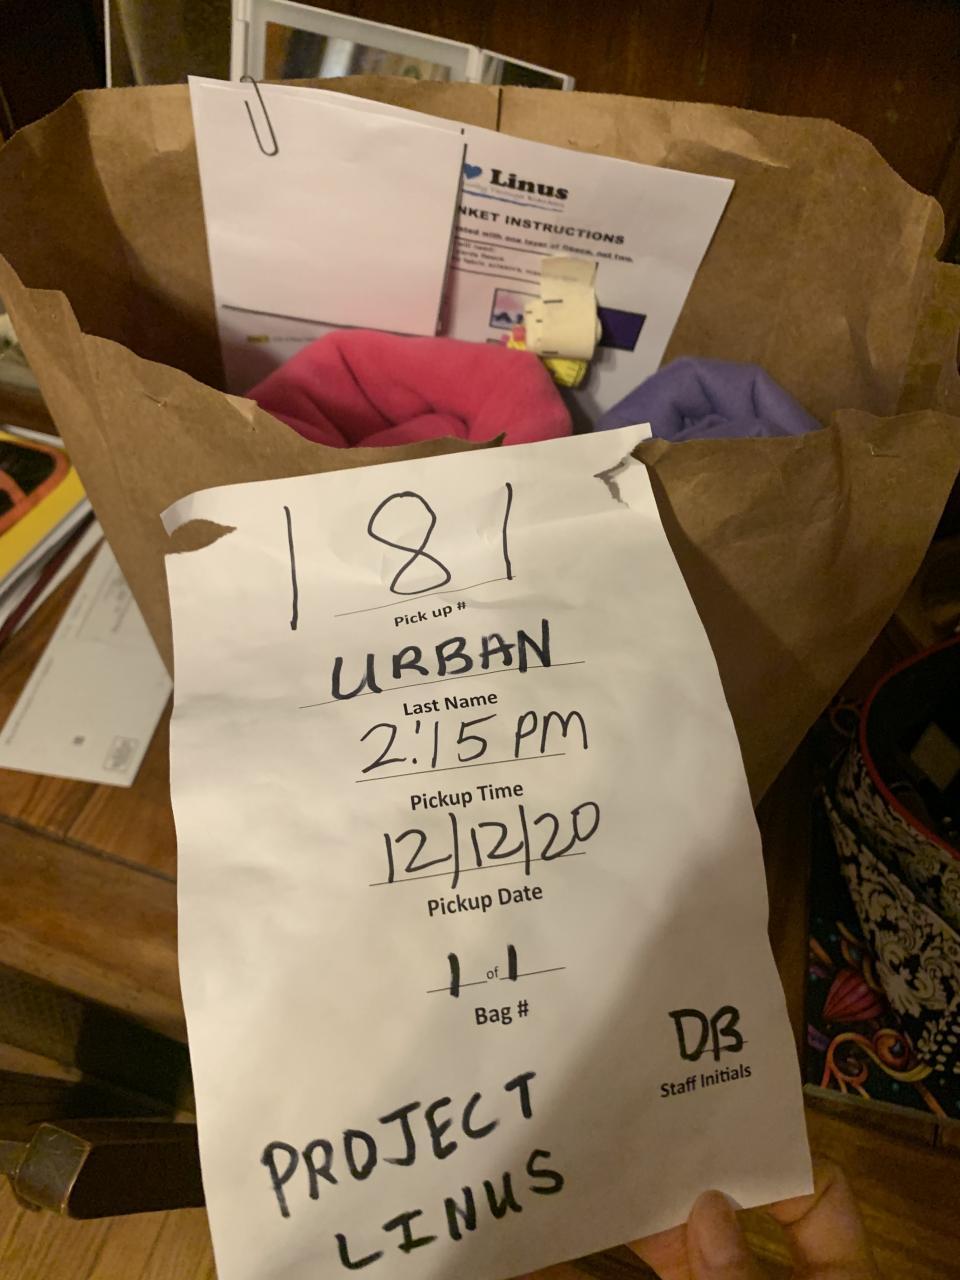 Linus
NKET INSTRUCTIONS
181
Pick up #
URBAN
Last Name
2:15 PM
Pickup Time
12/12/20
Pickup Date
1 of 1
Bag #
DB
Staff Initials
PROJECT
LINUS